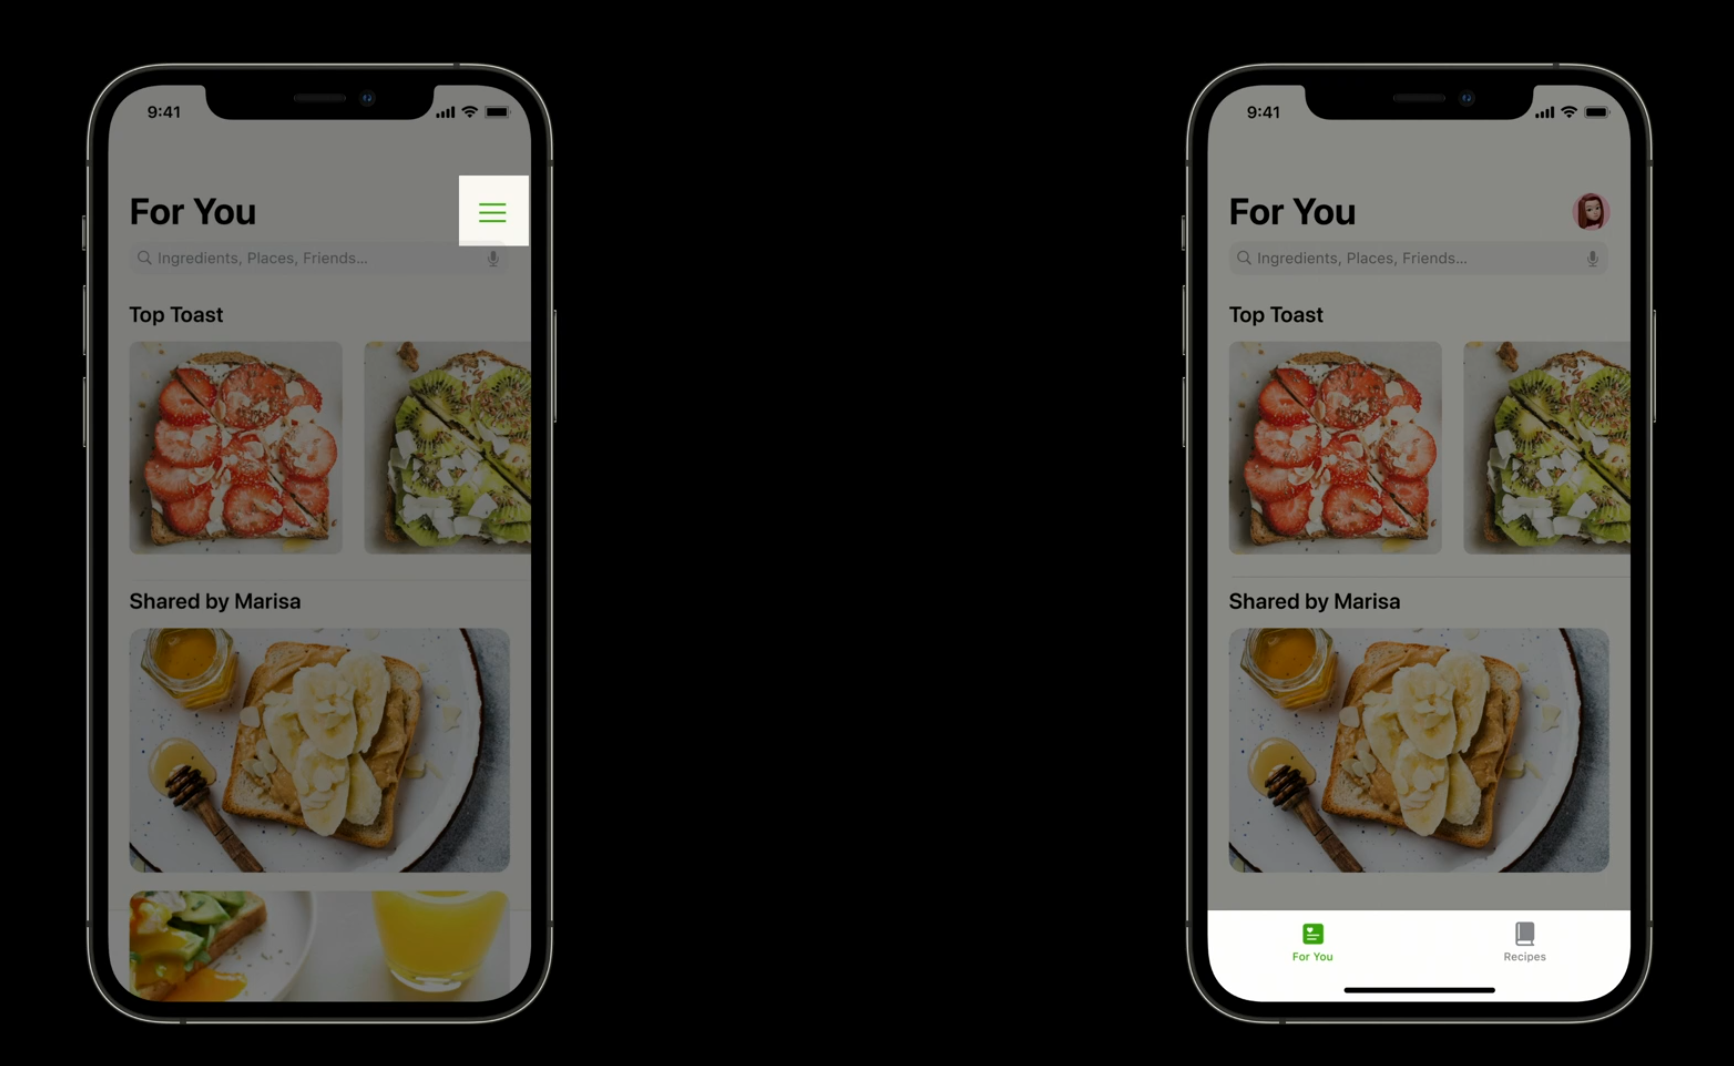 9:41
For You
Ingredients, Places, Friends...
Top Toast
Shared by Marisa
9:41
For You
Ingredients, Places, Friends...
Top Toast
Shared by Marisa
For You
Recipes